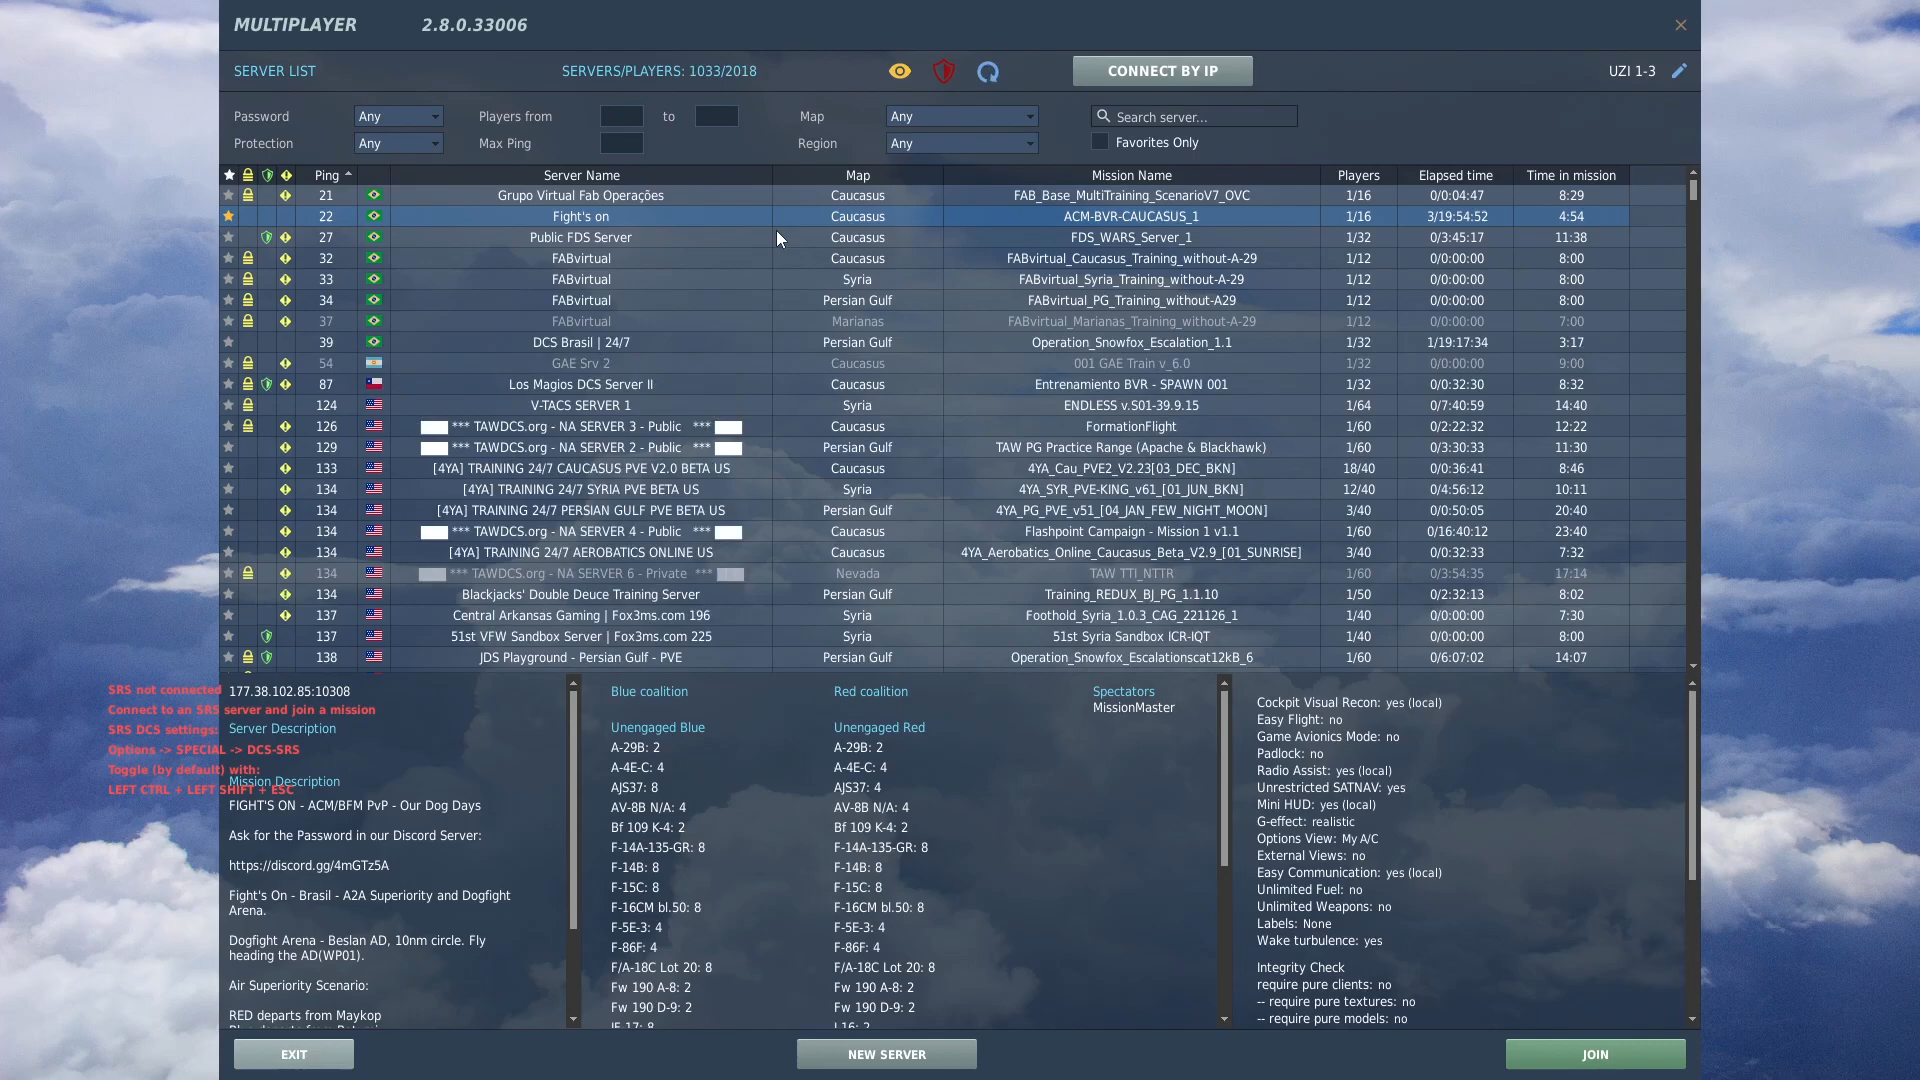 MULTIPLAYER 2.8.0.33006
SERVER LIST SERVERS/PLAYERS: 1033/2018 CONNECT BY IP UZI 1-3
Password Any Players from to Map Any Search server...
Protection Any Max Ping Region Any Favorites Only
Ping Server Name Map Mission Name Players Elapsed time Time in mission
21 Grupo Virtual Fab Operações Caucasus FAB_Base_MultiTraining_ScenarioV7_OVC 1/16 0/0:04:47 8:29
22 Fight's on Caucasus ACM-BVR-CAUCASUS_1 1/16 3/19:54:52 4:54
27 Public FDS Server Caucasus FDS_WARS_Server_1 1/32 0/3:45:17 11:38
32 FABvirtual Caucasus FABvirtual_Caucasus_Training_without-A-29 1/12 0/0:00:00 8:00
33 FABvirtual Syria FABvirtual_Syria_Training_without-A-29 1/12 0/0:00:00 8:00
34 FABvirtual Persian Gulf FABvirtual_PG_Training_without-A29 1/12 0/0:00:00 8:00
37 FABvirtual Marianas FABvirtual_Marianas_Training_without-A-29 1/12 0/0:00:00 7:00
39 DCS Brasil | 24/7 Persian Gulf Operation_Snowfox_Escalation_1.1 1/32 1/19:17:34 3:17
54 GAE Srv 2 Caucasus 001 GAE Train v_6.0 1/32 0/0:00:00 9:00
87 Los Magios DCS Server II Caucasus Entrenamiento BVR - SPAWN 001 1/32 0/0:32:30 8:32
124 V-TACS SERVER 1 Syria ENDLESS v.S01-39.9.15 1/64 0/7:40:59 14:40
126 *** TAWDCS.org - NA SERVER 3 - Public *** Caucasus FormationFlight 1/60 0/2:22:32 12:22
129 *** TAWDCS.org - NA SERVER 2 - Public *** Persian Gulf TAW PG Practice Range (Apache & Blackhawk) 1/60 0/3:30:33 11:30
133 [4YA] TRAINING 24/7 CAUCASUS PVE V2.0 BETA US Caucasus 4YA_Cau_PVE2_V2.23[03_DEC_BKN] 18/40 0/0:36:41 8:46
134 [4YA] TRAINING 24/7 SYRIA PVE BETA US Syria 4YA_SYR_PVE-KING_v61_[01_JUN_BKN] 12/40 0/4:56:12 10:11
134 [4YA] TRAINING 24/7 PERSIAN GULF PVE BETA US Persian Gulf 4YA_PG_PVE_v51_[04_JAN_FEW_NIGHT_MOON] 3/40 0/0:50:05 20:40
134 *** TAWDCS.org - NA SERVER 4 - Public *** Caucasus Flashpoint Campaign - Mission 1 v1.1 1/60 0/16:40:12 23:40
134 [4YA] TRAINING 24/7 AEROBATICS ONLINE US Caucasus 4YA_Aerobatics_Online_Caucasus_Beta_V2.9_[01_SUNRISE] 3/40 0/0:32:33 7:32
134 *** TAWDCS.org - NA SERVER 6 - Private *** Nevada TAW TTI_NTTR 1/60 0/3:54:35 17:14
134 Blackjacks' Double Deuce Training Server Persian Gulf Training_REDUX_BJ_PG_1.1.10 1/50 0/2:32:13 8:02
137 Central Arkansas Gaming | Fox3ms.com 196 Syria Foothold_Syria_1.0.3_CAG_221126_1 1/40 0/0:00:00 7:30
137 51st VFW Sandbox Server | Fox3ms.com 225 Syria 51st Syria Sandbox ICR-IQT 1/40 0/0:00:00 8:00
138 JDS Playground - Persian Gulf - PVE Persian Gulf Operation_Snowfox_Escalationscat12kB_6 1/60 0/6:07:02 14:07
SRS not connected
Connect to an SRS server and join a mission
SRS DCS settings:
Options -> SPECIAL -> DCS-SRS
Toggle (by default) with:
LEFT CTRL + LEFT SHIFT + ESC
177.38.102.85:10308
Server Description
Mission Description
FIGHT'S ON - ACM/BFM PvP - Our Dog Days
Ask for the Password in our Discord Server:
https://discord.gg/4mGTz5A
Fight's On - Brasil - A2A Superiority and Dogfight
Arena.
Dogfight Arena - Beslan AD, 10nm circle. Fly
heading the AD(WP01).
Air Superiority Scenario:
RED departs from Maykop
Blue coalition
Unengaged Blue
A-29B: 2
A-4E-C: 4
AJS37: 8
AV-8B N/A: 4
Bf 109 K-4: 2
F-14A-135-GR: 8
F-14B: 8
F-15C: 8
F-16CM bl.50: 8
F-5E-3: 4
F-86F: 4
F/A-18C Lot 20: 8
Fw 190 A-8: 2
Fw 190 D-9: 2
Red coalition
Unengaged Red
A-29B: 2
A-4E-C: 4
AJS37: 4
AV-8B N/A: 4
Bf 109 K-4: 2
F-14A-135-GR: 8
F-14B: 8
F-15C: 8
F-16CM bl.50: 8
F-5E-3: 4
F-86F: 4
F/A-18C Lot 20: 8
Fw 190 A-8: 2
Fw 190 D-9: 2
Spectators
MissionMaster
Cockpit Visual Recon: yes (local)
Easy Flight: no
Game Avionics Mode: no
Padlock: no
Radio Assist: yes (local)
Unrestricted SATNAV: yes
Mini HUD: yes (local)
G-effect: realistic
Options View: My A/C
External Views: no
Easy Communication: yes (local)
Unlimited Fuel: no
Unlimited Weapons: no
Labels: None
Wake turbulence: yes
Integrity Check
require pure clients: no
-- require pure textures: no
-- require pure models: no
EXIT NEW SERVER JOIN